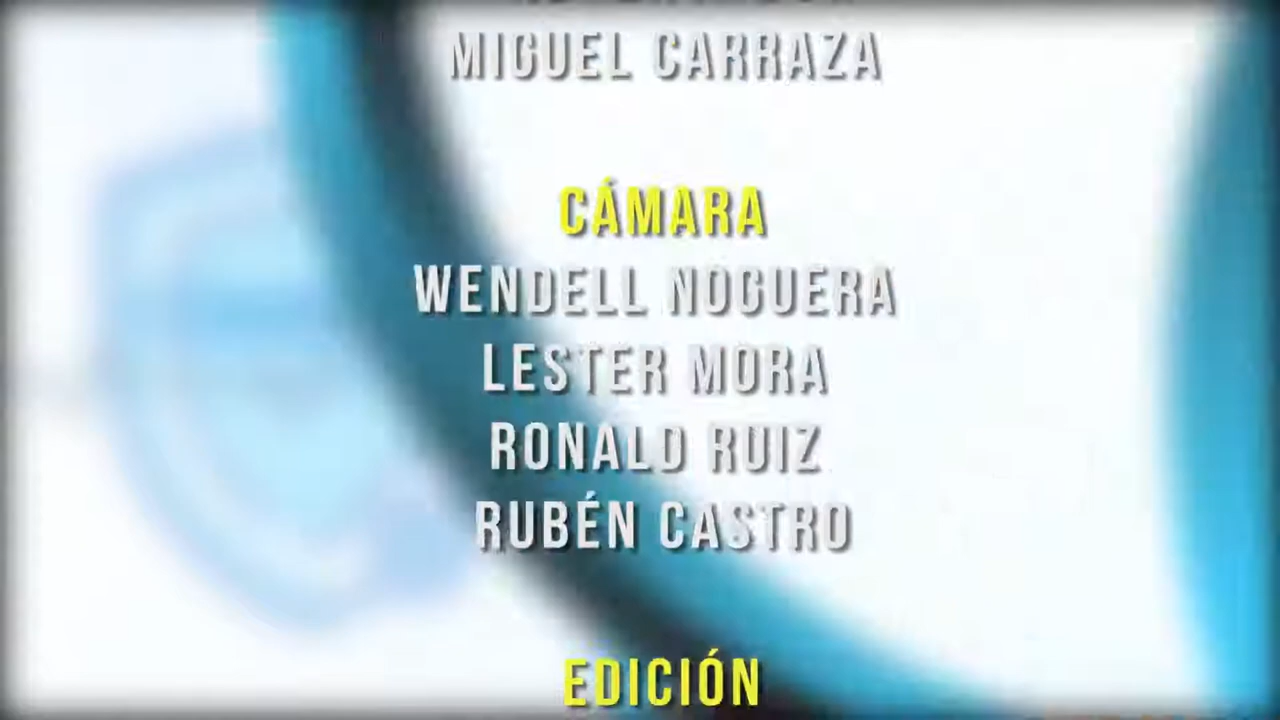 MIGUEL CARRAZA
CÁMARA
WENDELL NOGUERA
LESTER MORA
RONALD RUIZ
RUBÉN CASTRO
EDICIÓN